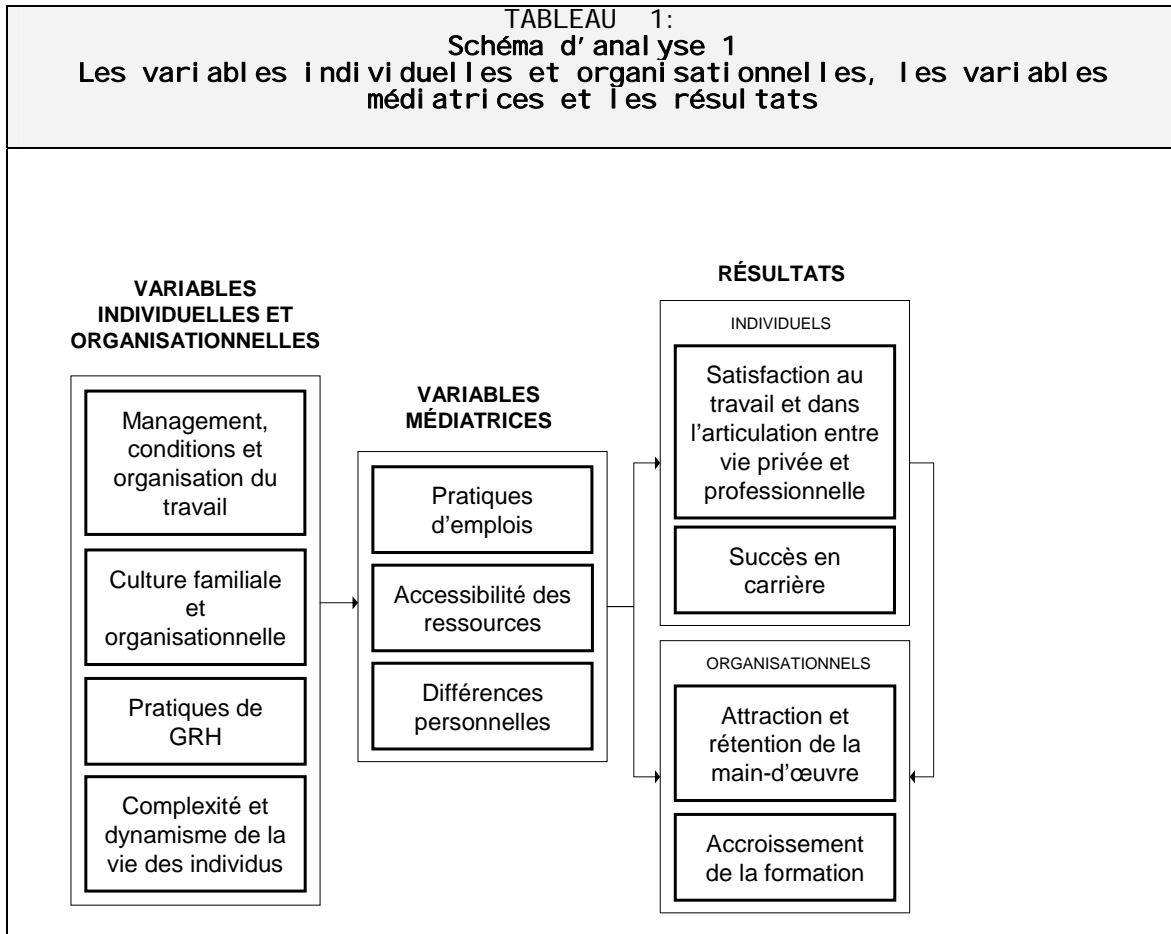 TABLEAU 1:
Schéma d'analyse 1
Les variables individuelles et organisationnelles, les variables
médiatrices et les résultats
VARIABLES
INDIVIDUELLES ET
ORGANISATIONNELLES
Management,
conditions et
organisation du
travail
Culture familiale
et
organisationnelle
Pratiques de
GRH
Complexité et
dynamisme de la
vie des individus
VARIABLES
MÉDIATRICES
Pratiques
d'emplois
Accessibilité des
ressources
Différences
personnelles
RÉSULTATS
INDIVIDUELS
Satisfaction au
travail et dans
l'articulation entre
vie privée et
professionnelle
Succès en
carrière
ORGANISATIONNELS
Attraction et
rétention de la
main-d'œuvre
Accroissement
de la formation